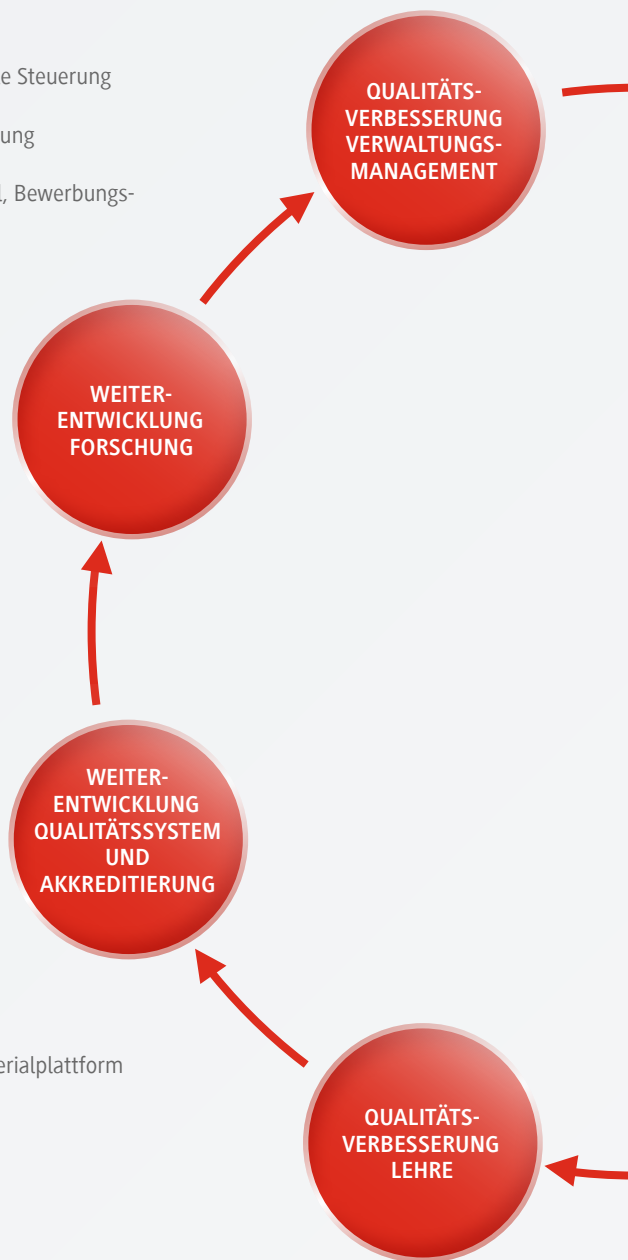 e Steuerung
ung
l, Bewerbungs-
QUALITÄTS-
VERBESSERUNG
VERWALTUNGS-
MANAGEMENT
WEITER-
ENTWICKLUNG
FORSCHUNG
WEITER-
ENTWICKLUNG
QUALITÄTSSYSTEM
UND
AKKREDITIERUNG
erialplattform
QUALITÄTS-
VERBESSERUNG
LEHRE